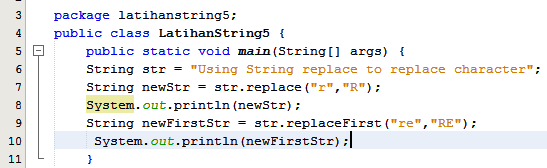 3 package latihanstring5;
4 public class LatihanString5 {
5 public static void main(String[] args) {
6 String str = "Using String replace to replace character";
7 String newStr = str.replace("r","R");
8 System.out.println(newStr);
9 String newFirstStr = str.replaceFirst("re","RE");
10 System.out.println(newFirstStr);
11 }